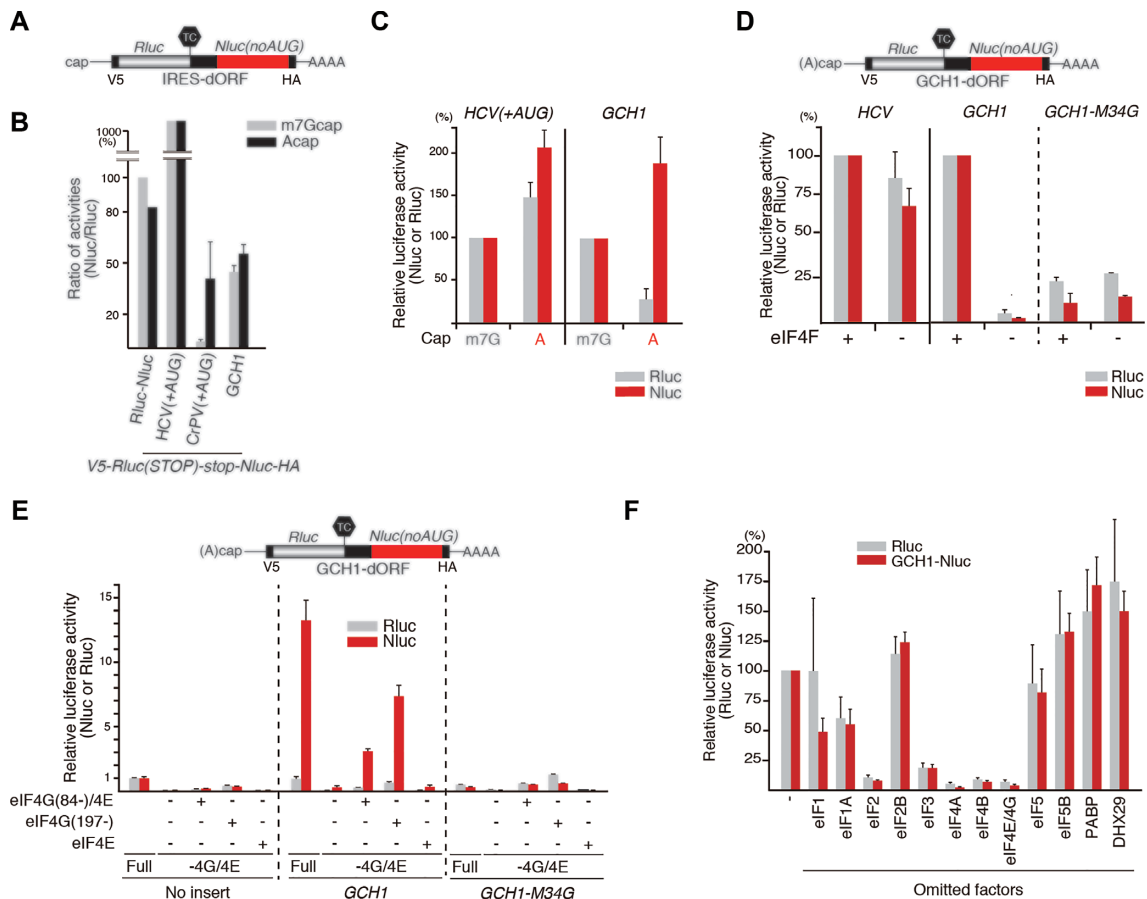 A
Rluc
TC
Nluc(noAUG)
cap
AAAA
V5
IRES-dORF
HA
B
1000
(%)
m7Gcap
Acap
100
80
50
20
Ratio of activities
(Nluc/Rluc)
Rluc-Nluc
HCV(+AUG)
CrPV(+AUG)
GCH1
V5-Rluc(STOP)-stop-Nluc-HA
C
(%)
HCV(+AUG)
GCH1
200
150
100
50
Relative luciferase activity
(Nluc or Rluc)
Cap
m7G
A
m7G
A
Rluc
Nluc
D
Rluc
TC
Nluc(noAUG)
(A)cap
AAAA
V5
GCH1-dORF
HA
(%)
HCV
GCH1
GCH1-M34G
100
75
50
25
Relative luciferase activity
(Nluc or Rluc)
eIF4F
+ - + - + -
Rluc
Nluc
E
Rluc
TC
Nluc(noAUG)
(A)cap
AAAA
V5
GCH1-dORF
HA
15
10
5
1
Relative luciferase activity
(Nluc or Rluc)
Rluc
Nluc
eIF4G(84-)/4E - + - - - + - - - + - -
eIF4G(197-) - - + - - - + - - - + -
eIF4E - - - + - - - + - - - +
Full -4G/4E Full -4G/4E Full -4G/4E
No insert GCH1 GCH1-M34G
F
(%)
Rluc
GCH1-Nluc
200
175
150
125
100
75
50
25
Relative luciferase activity
(Rluc or Nluc)
-
eIF1
eIF1A
eIF2
eIF2B
eIF3
eIF4A
eIF4B
eIF4E/4G
eIF5
eIF5B
PABP
DHX29
Omitted factors